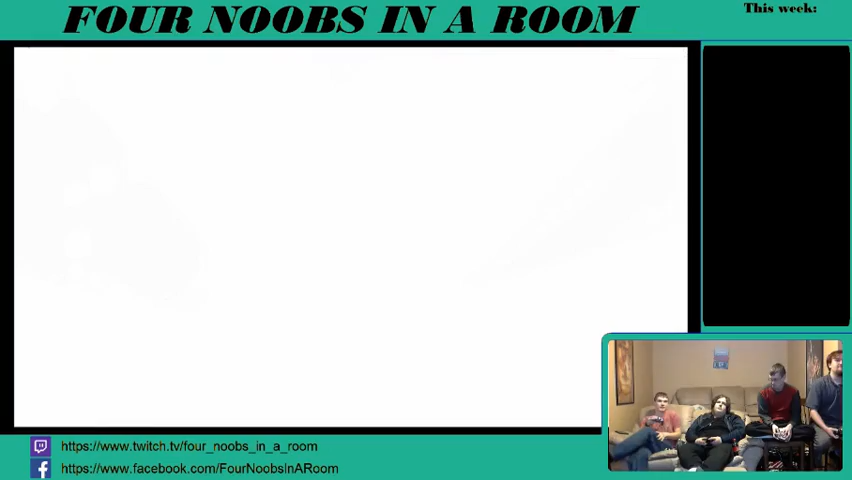 FOUR NOOBS IN A ROOM
This week:
https://www.twitch.tv/four_noobs_in_a_room
https://www.facebook.com/FourNoobsInARoom